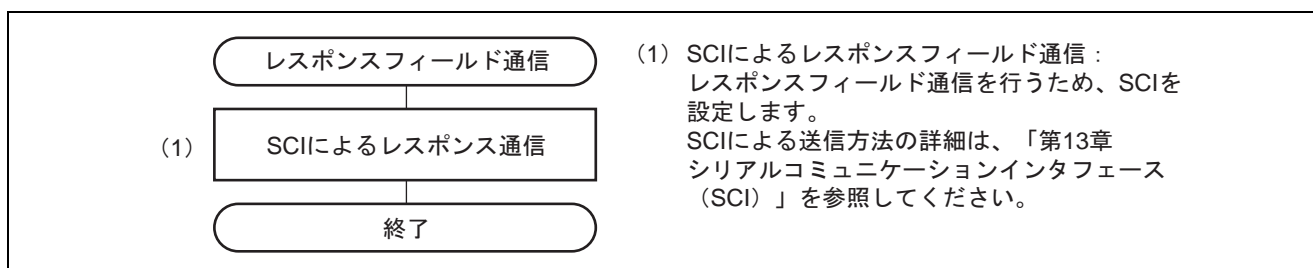 レスポンスフィールド通信
(1) SCIによるレスポンス通信
終了
(1) SCIによるレスポンスフィールド通信：
レスポンスフィールド通信を行うため、SCIを
設定します。
SCIによる送信方法の詳細は、「第13章
シリアルコミュニケーションインタフェース
（SCI）」を参照してください。